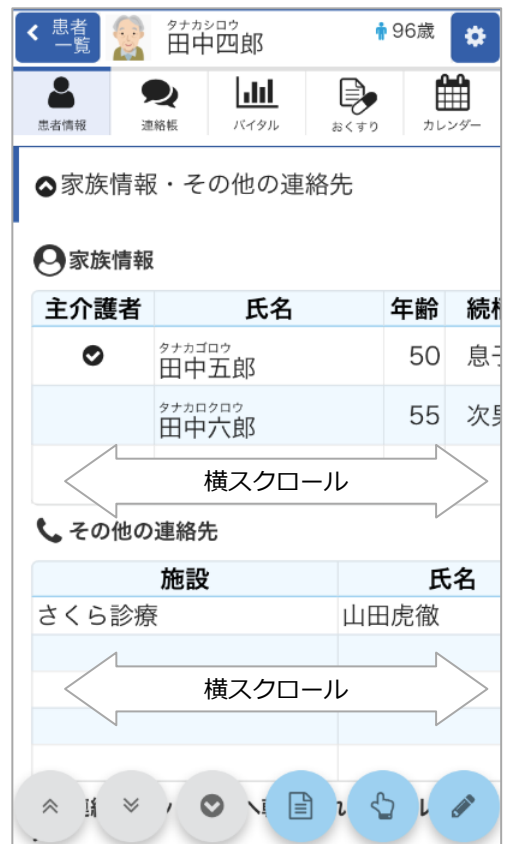 患者
一覧
タナカシロウ
田中四郎
96歳
患者情報
連絡帳
バイタル
おくすり
カレンダー
家族情報・その他の連絡先
家族情報
主介護者 氏名 年齢
タナカゴロウ
田中五郎 50 息
タナカロクロウ
田中六郎 55 次
横スクロール
その他の連絡先
施設 氏名
さくら診療 山田虎徹
横スクロール